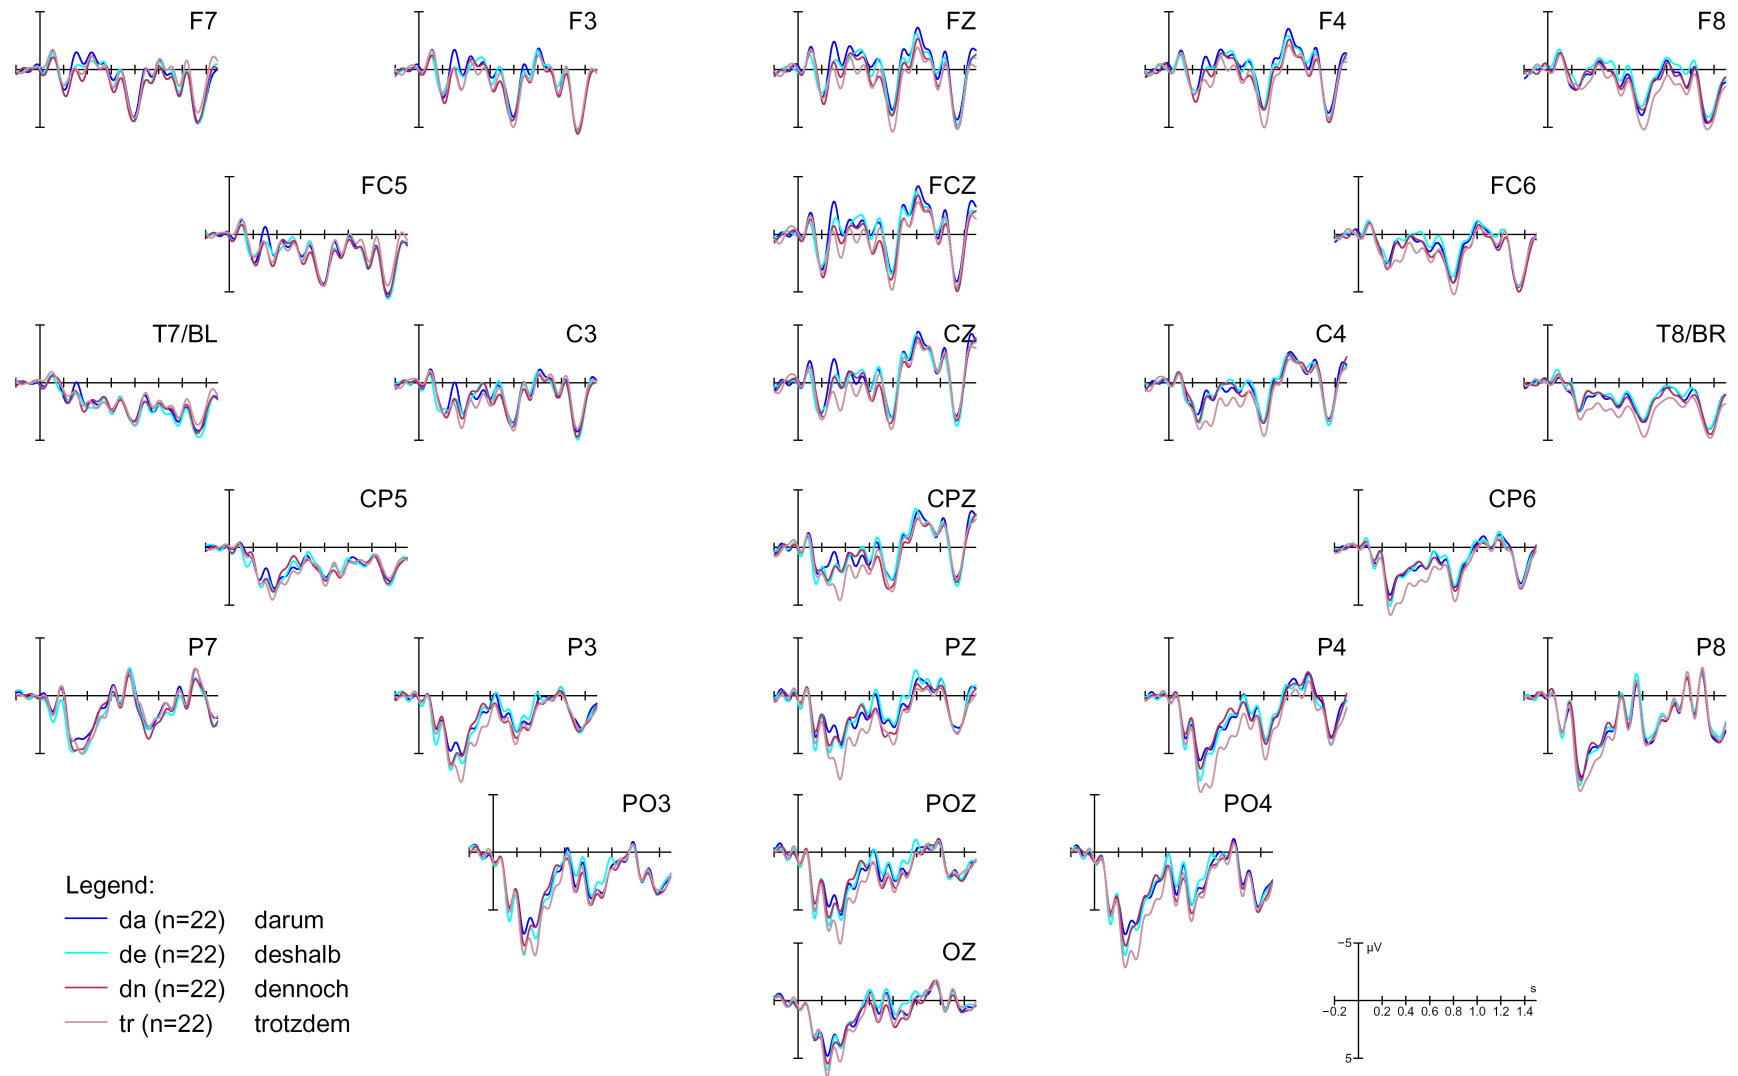 F7
F3
FZ
F4
F8
FC5
FCZ
FC6
T7/BL
C3
CZ
C4
T8/BR
CP5
CPZ
CP6
P7
P3
PZ
P4
P8
PO3
POZ
PO4
Legend:
da (n=22) darum
de (n=22) deshalb
dn (n=22) dennoch
tr (n=22) trotzdem
OZ
−5
µV
s
−0.2 0.2 0.4 0.6 0.8 1.0 1.2 1.4
5